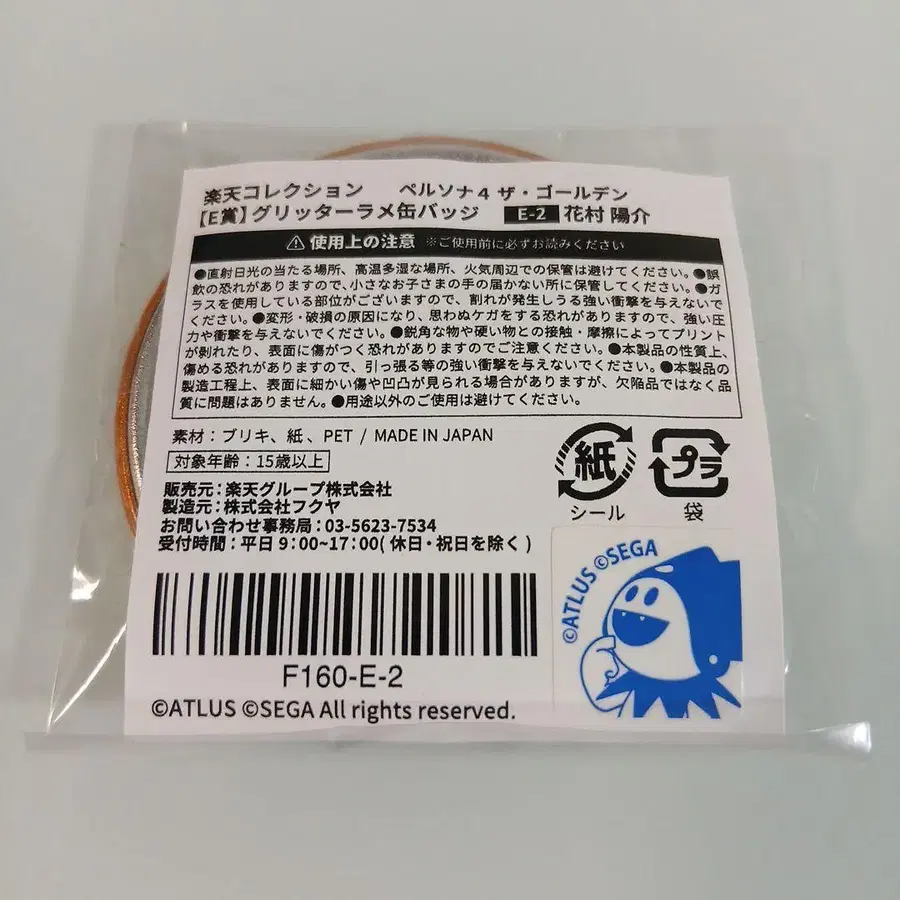 楽天コレクション　ペルソナ4 ザ・ゴールデン
【E賞】グリッターラメ缶バッジ E-2 花村 陽介
⚠ 使用上の注意 ※ご使用前に必ずお読みください
●直射日光の当たる場所、高温多湿な場所、火気周辺での保管は避けてください。●誤
飲の恐れがありますので、小さなお子さまの手の届かない所に保管してください。●ガ
ラスを使用している部位がございますので、割れが発生しうる強い衝撃を与えないで
ください。●変形・破損の原因になり、思わぬケガをする恐れがありますので、強い圧
力や衝撃を与えないでください。●鋭角な物や硬い物との接触・摩擦によってプリント
が剥れたり、表面に傷がつく恐れがありますのでご注意ください。●本製品の性質上、
傷める恐れがありますので、引っ張る等の強い衝撃を与えないでください。●本製品の
製造工程上、表面に細かい傷や凹凸が見られる場合がありますが、欠陥品ではなく品
質に問題はありません。●用途以外のご使用は避けてください。
素材：ブリキ、紙、PET / MADE IN JAPAN
対象年齢：15歳以上
販売元：楽天グループ株式会社
製造元：株式会社フクヤ
お問い合わせ事務局：03-5623-7534
受付時間：平日 9:00~17:00(休日・祝日を除く)
紙
シール
プラ
袋
©ATLUS ©SEGA
F160-E-2
©ATLUS ©SEGA All rights reserved.